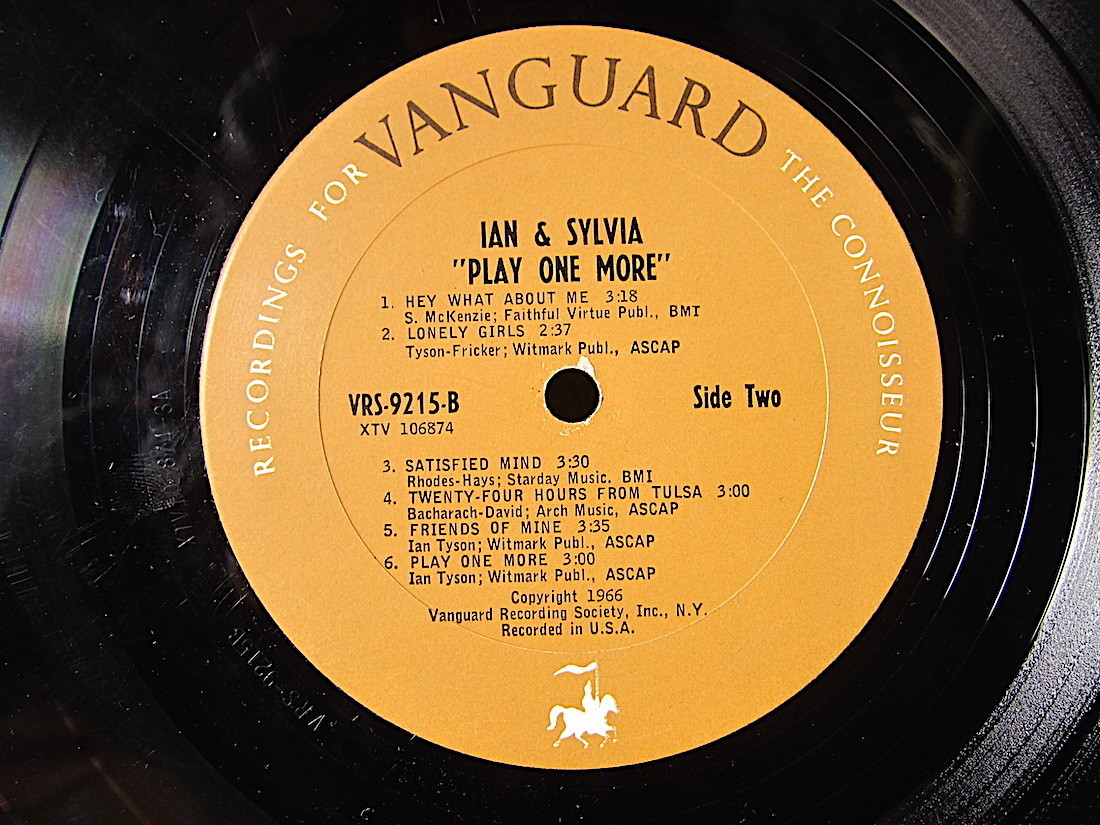 RECORDINGS FOR VANGUARD THE CONNOISSEUR
IAN & SYLVIA
"PLAY ONE MORE"
1. HEY WHAT ABOUT ME 3:18
S. McKenzie; Faithful Virtue Publ., BMI
2. LONELY GIRLS 2:37
Tyson-Fricker; Witmark Publ., ASCAP
VRS-9215-B
XTV 106874
Side Two
3. SATISFIED MIND 3:30
Rhodes-Hays; Starday Music. BMI
4. TWENTY-FOUR HOURS FROM TULSA 3:00
Bacharach-David; Arch Music, ASCAP
5. FRIENDS OF MINE 3:35
Ian Tyson; Witmark Publ., ASCAP
6. PLAY ONE MORE 3:00
Ian Tyson; Witmark Publ., ASCAP
Copyright 1966
Vanguard Recording Society, Inc., N.Y.
Recorded in U.S.A.
VRS-9215B